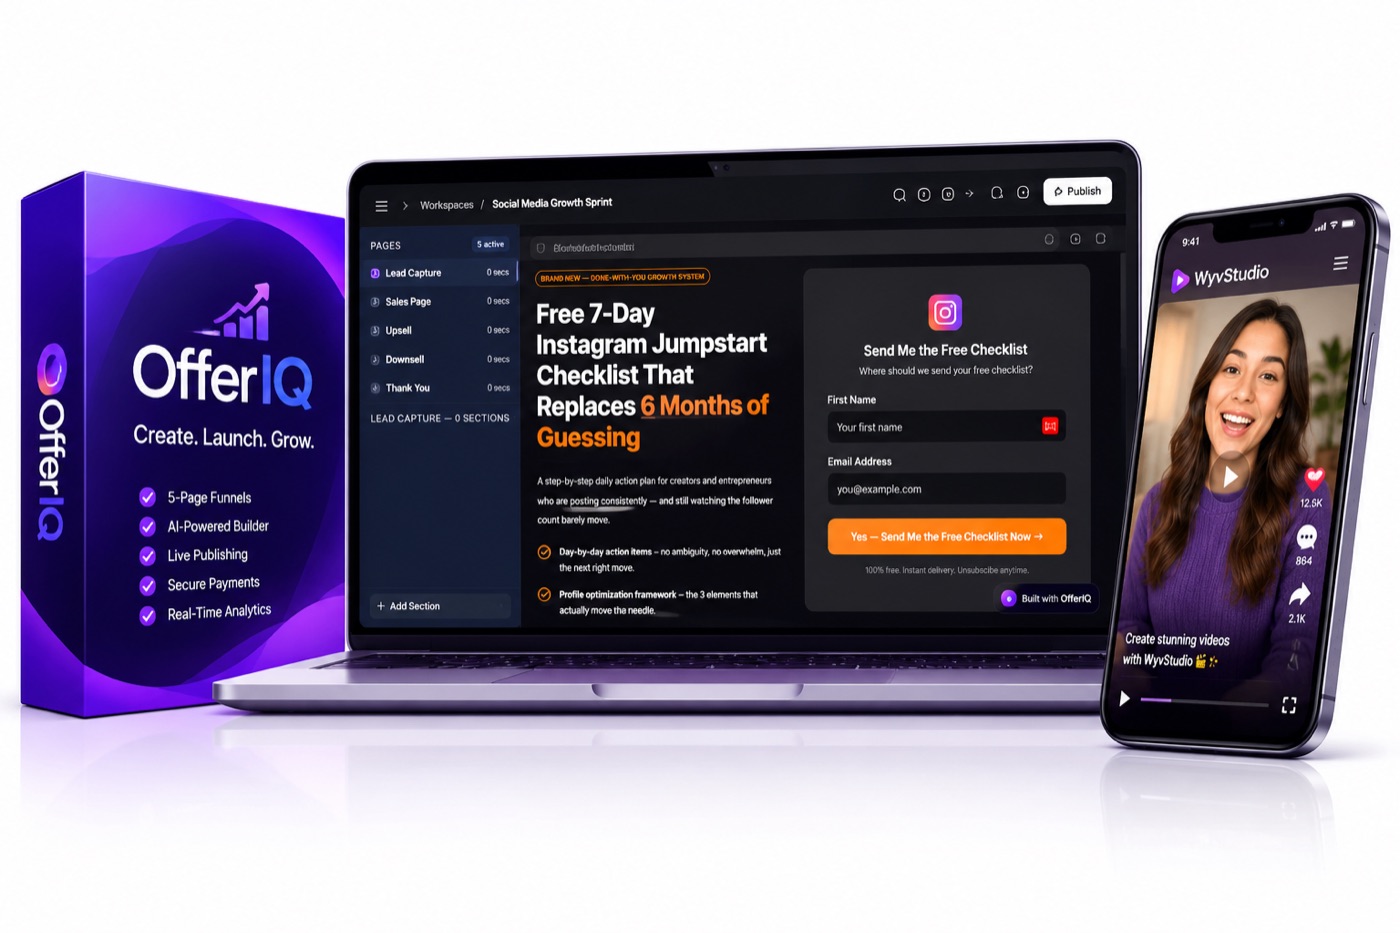 OfferIQ
OfferIQ
Create. Launch. Grow.
5-Page Funnels
AI-Powered Builder
Live Publishing
Secure Payments
Real-Time Analytics
Workspaces / Social Media Growth Sprint
Publish
PAGES
5 active
Lead Capture 0 secs
Sales Page 0 secs
Upsell 0 secs
Downsell 0 secs
Thank You 0 secs
LEAD CAPTURE — 0 SECTIONS
+ Add Section
BRAND NEW — DONE-WITH-YOU GROWTH SYSTEM
Free 7-Day
Instagram Jumpstart
Checklist That
Replaces 6 Months of
Guessing
A step-by-step daily action plan for creators and entrepreneurs
who are posting consistently — and still watching the follower
count barely move.
Day-by-day action items – no ambiguity, no overwhelm, just
the next right move.
Profile optimization framework – the 3 elements that
actually move the needle.
Send Me the Free Checklist
Where should we send your free checklist?
First Name
Your first name
Email Address
you@example.com
Yes — Send Me the Free Checklist Now →
100% free. Instant delivery. Unsubscibe anytime.
Built with OfferIQ
9:41
WyvStudio
12.5K
864
2.1K
Create stunning videos
with WyvStudio 🎬✨